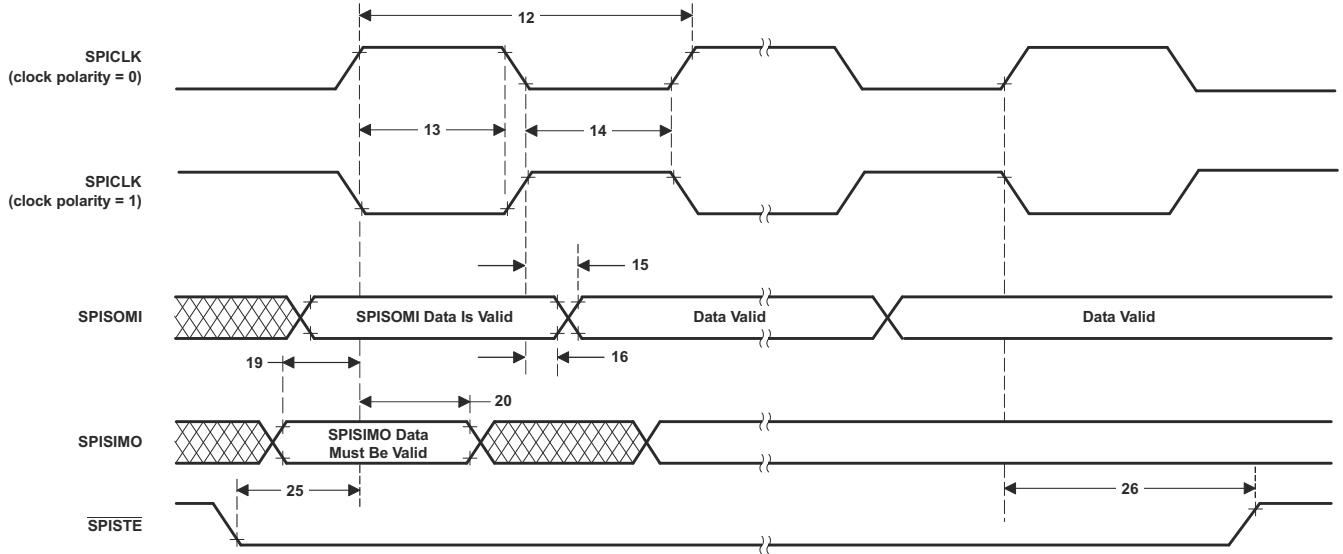 12
SPICLK
(clock polarity = 0)
13
14
SPICLK
(clock polarity = 1)
15
SPISOMI
SPISOMI Data Is Valid
Data Valid
Data Valid
19
16
20
SPISIMO
SPISIMO Data
Must Be Valid
25
26
SPISTE